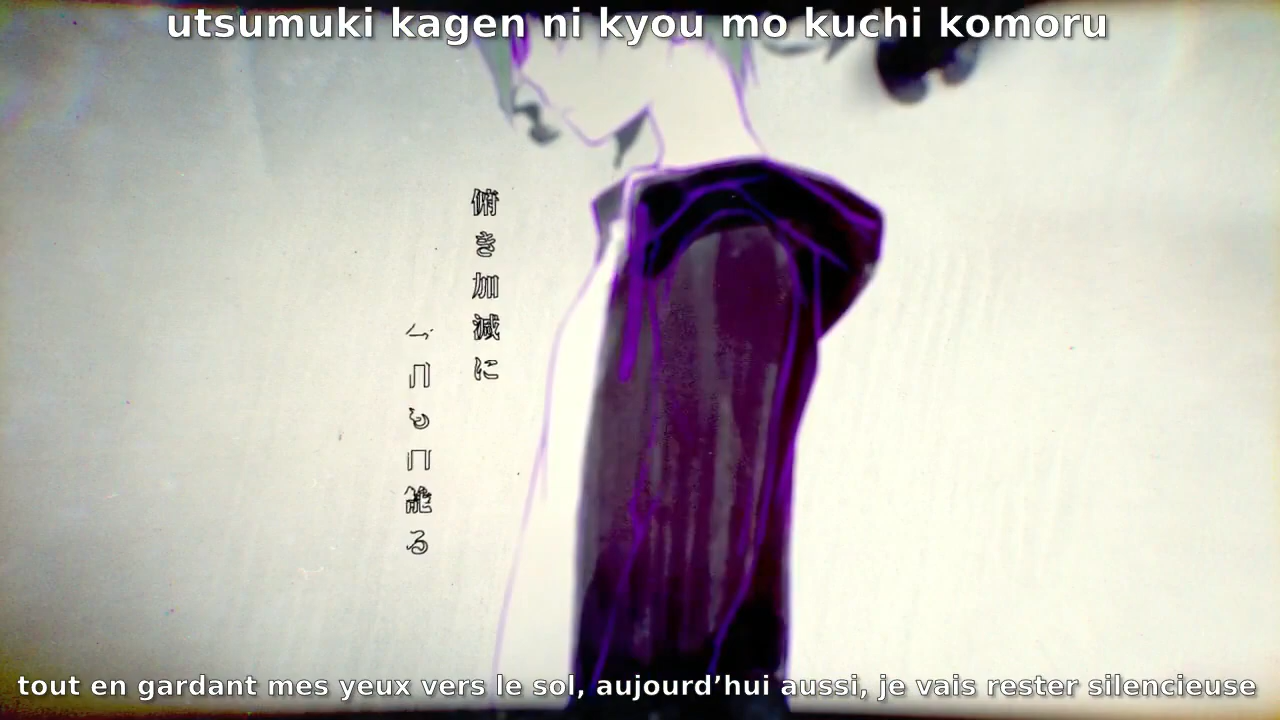 utsumuki kagen ni kyou mo kuchi komoru
俯き加減に
今日も口籠る
tout en gardant mes yeux vers le sol, aujourd’hui aussi, je vais rester silencieuse